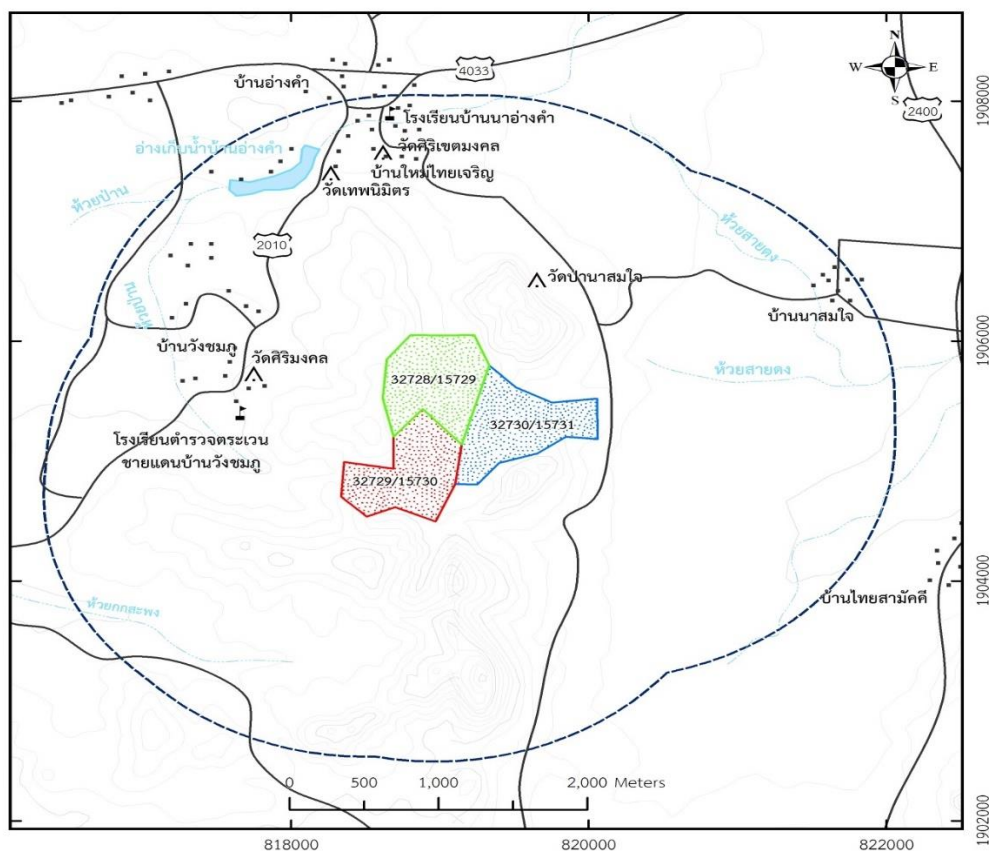 N
W E
S
4033
2400
บ้านอ่างคำ
โรงเรียนบ้านนาอ่างคำ
อ่างเก็บน้ำบ้านอ่างคำ
วัดศิริเขตมงคล
บ้านใหม่ไทยเจริญ
วัดเทพนิมิตร
ห้วยป่าน
2010
ห้วยสายดง
วัดป่านาสมใจ
ห้วยป่าน
บ้านนาสมใจ
บ้านวังชมภู
วัดศิริมงคล
ห้วยสายดง
32728/15729
32730/15731
โรงเรียนตำรวจตระเวน
ชายแดนบ้านวังชมภู
32729/15730
ห้วยกกสะพง
บ้านไทยสามัคคี
0 500 1,000 2,000 Meters
818000 820000 822000
1908000
1906000
1904000
1902000